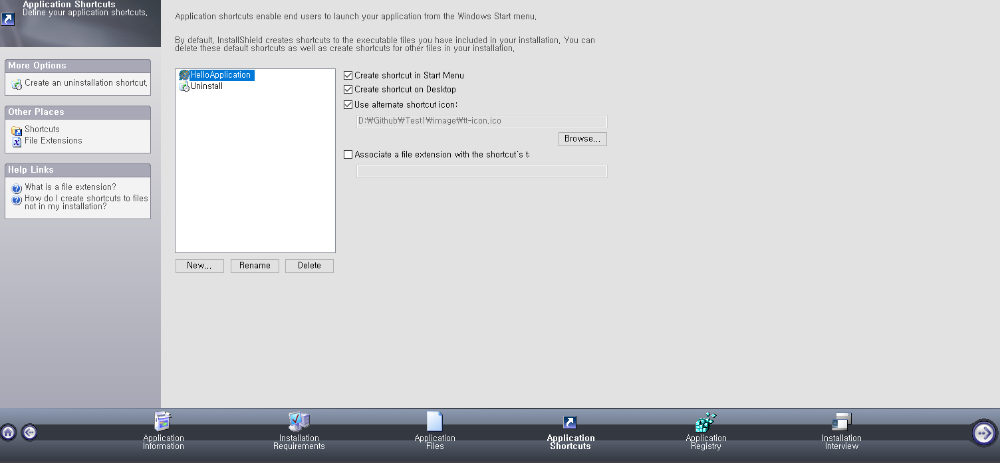 Application Shortcuts
Define your application shortcuts.
More Options
Create an uninstallation shortcut.
Other Places
Shortcuts
File Extensions
Help Links
What is a file extension?
How do I create shortcuts to files
not in my installation?
Application shortcuts enable end users to launch your application from the Windows Start menu.
By default, InstallShield creates shortcuts to the executable files you have included in your installation. You can
delete these default shortcuts as well as create shortcuts for other files in your installation.
HelloApplication
Uninstall
New...
Rename
Delete
Create shortcut in Start Menu
Create shortcut on Desktop
Use alternate shortcut icon:
D:₩Github₩Test1₩image₩tt-icon.ico
Browse...
Associate a file extension with the shortcut's t:
Application
Information
Installation
Requirements
Application
Files
Application
Shortcuts
Application
Registry
Installation
Interview